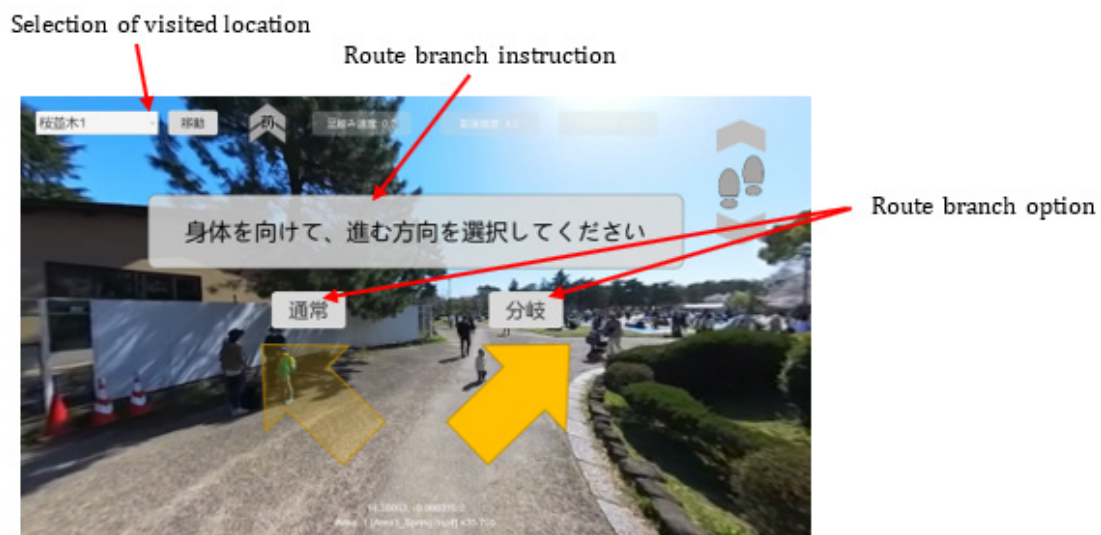 Selection of visited location
Route branch instruction
桜並木1
移動
前
身体を向けて、進む方向を選択してください
Route branch option
通常
分岐